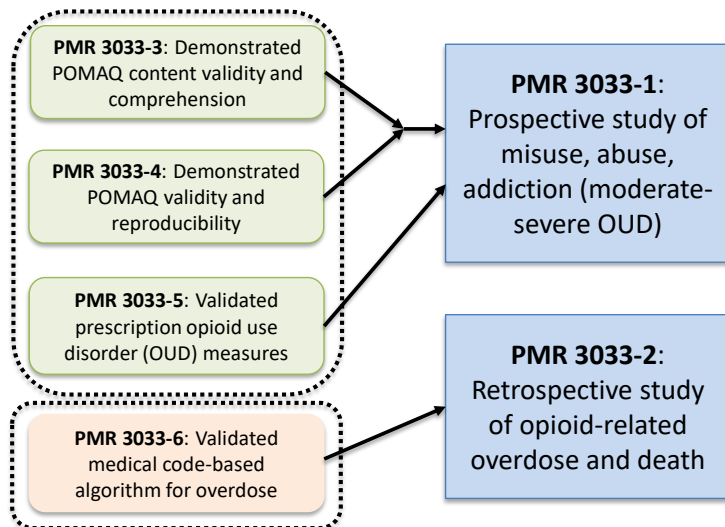 PMR 3033-3: Demonstrated
POMAQ content validity and
comprehension
PMR 3033-4: Demonstrated
POMAQ validity and
reproducibility
PMR 3033-5: Validated
prescription opioid use
disorder (OUD) measures
PMR 3033-6: Validated
medical code-based
algorithm for overdose
PMR 3033-1:
Prospective study of
misuse, abuse,
addiction (moderate-
severe OUD)
PMR 3033-2:
Retrospective study
of opioid-related
overdose and death